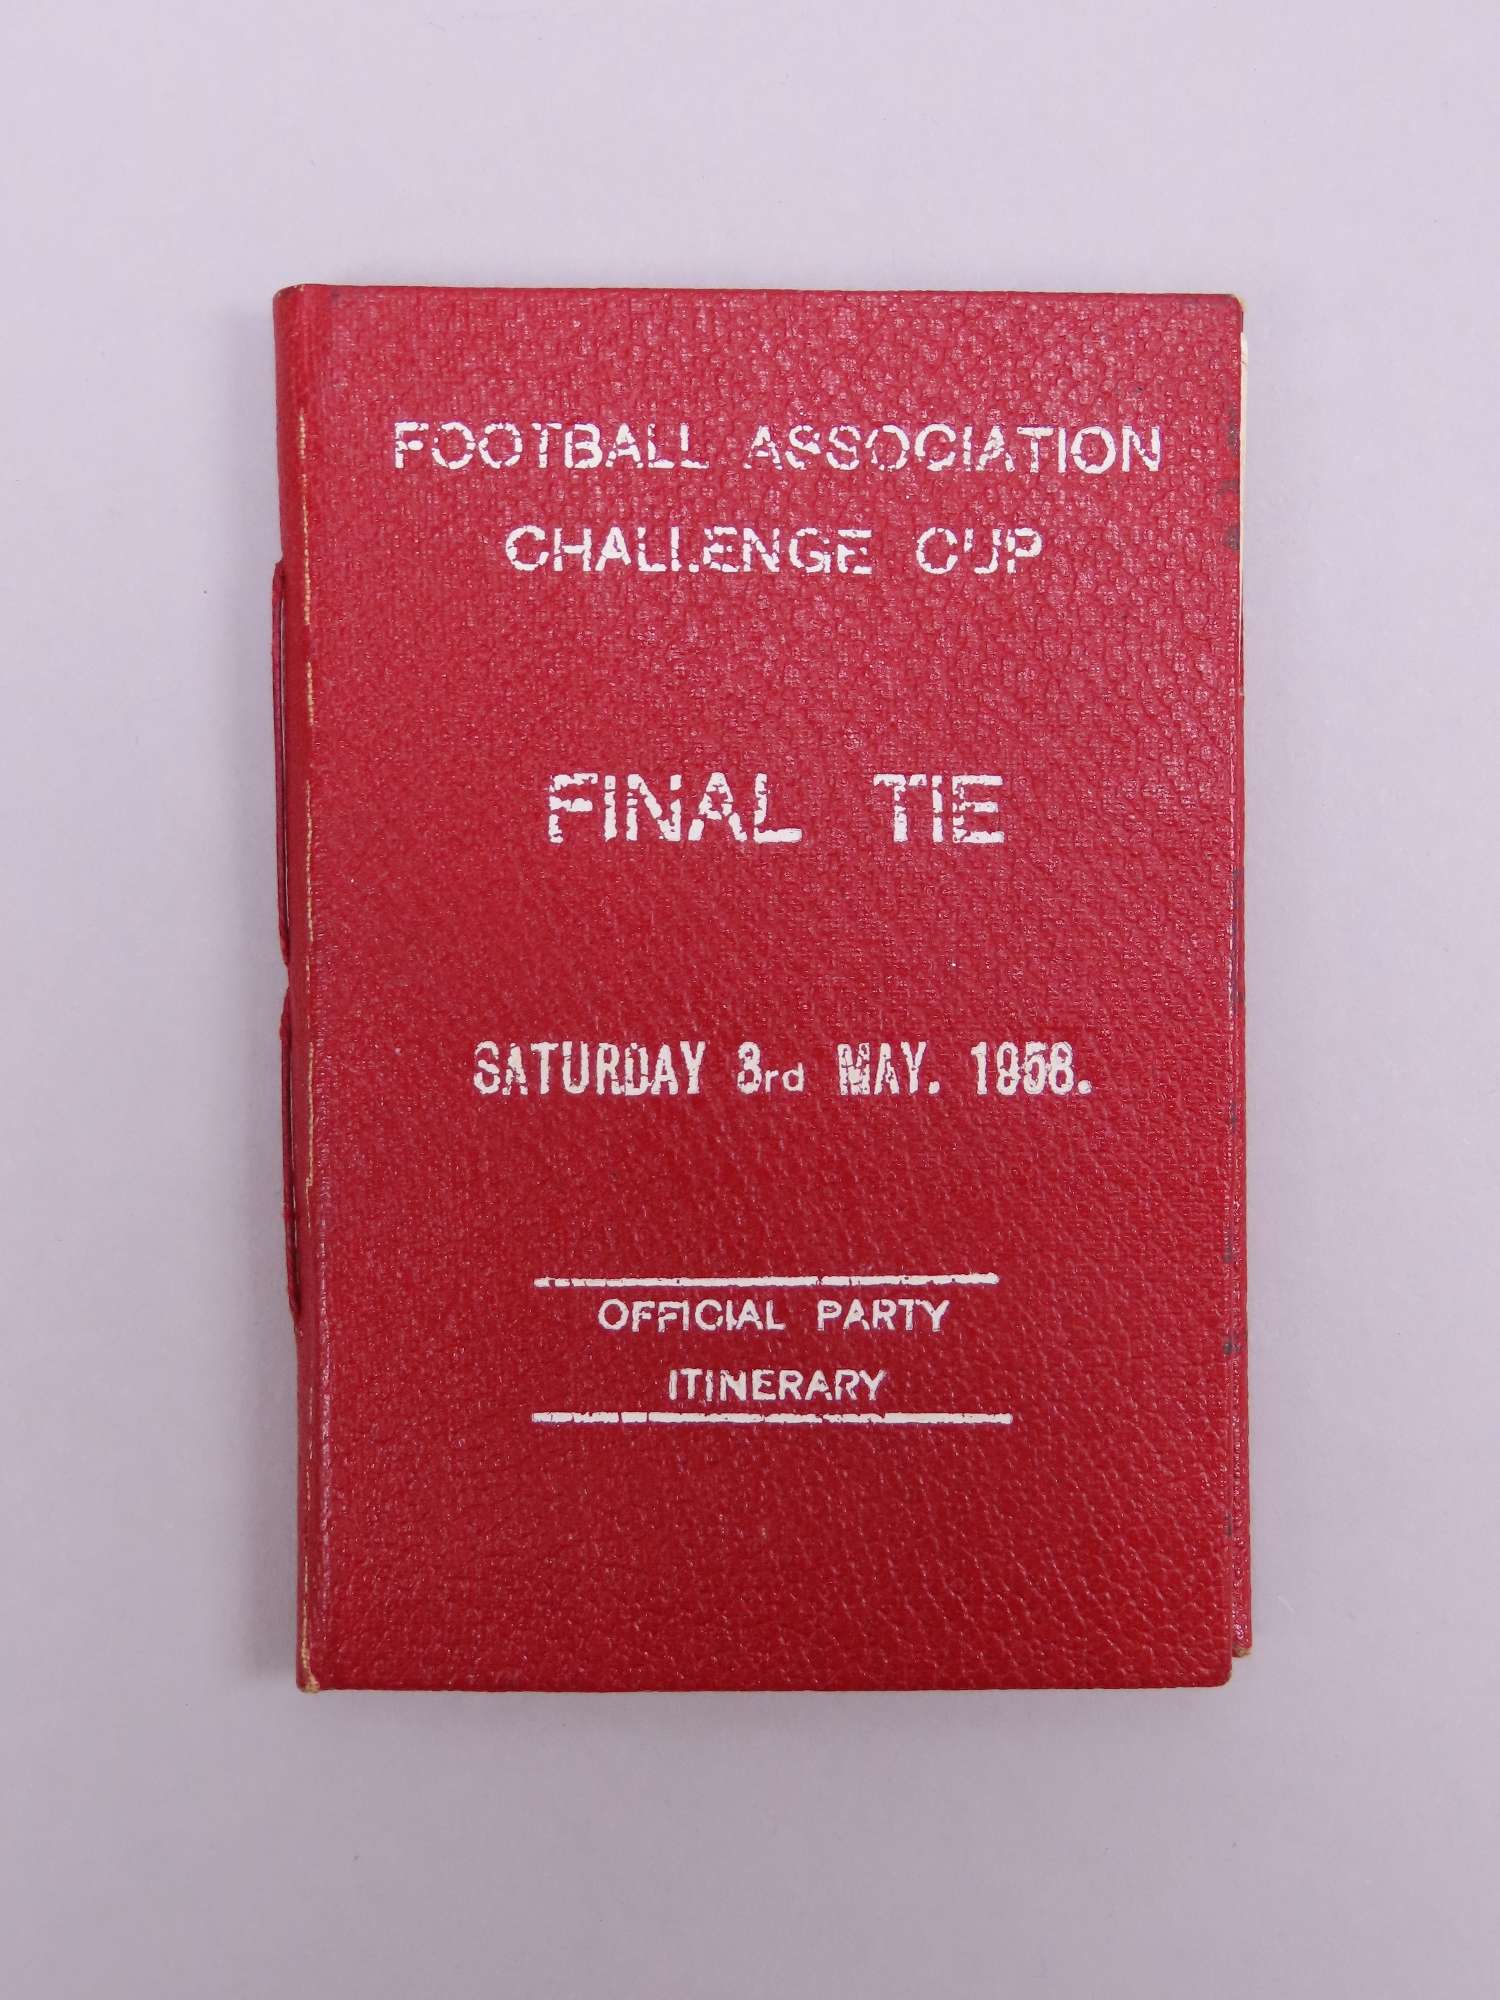 FOOTBALL ASSOCIATION
CHALLENGE CUP
FINAL TIE
SATURDAY 3rd MAY. 1958.
OFFICIAL PARTY
ITINERARY